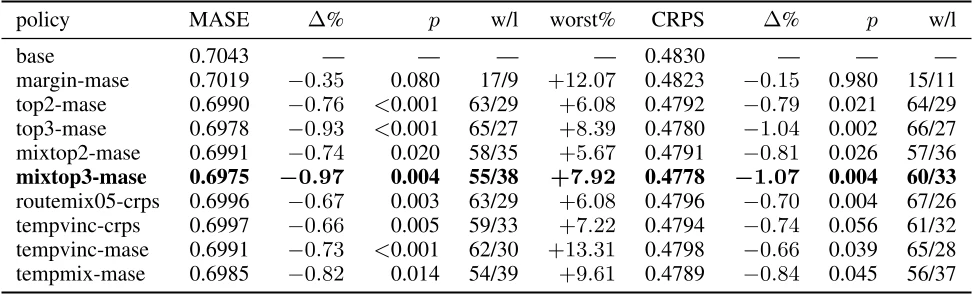 policy MASE Δ% p w/l worst% CRPS Δ% p w/l
base 0.7043 — — — — 0.4830 — — —
margin-mase 0.7019 −0.35 0.080 17/9 +12.07 0.4823 −0.15 0.980 15/11
top2-mase 0.6990 −0.76 <0.001 63/29 +6.08 0.4792 −0.79 0.021 64/29
top3-mase 0.6978 −0.93 <0.001 65/27 +8.39 0.4780 −1.04 0.002 66/27
mixtop2-mase 0.6991 −0.74 0.020 58/35 +5.67 0.4791 −0.81 0.026 57/36
mixtop3-mase 0.6975 −0.97 0.004 55/38 +7.92 0.4778 −1.07 0.004 60/33
routemix05-crps 0.6996 −0.67 0.003 63/29 +6.08 0.4796 −0.70 0.004 67/26
tempvinc-crps 0.6997 −0.66 0.005 59/33 +7.22 0.4794 −0.74 0.056 61/32
tempvinc-mase 0.6991 −0.73 <0.001 62/30 +13.31 0.4798 −0.66 0.039 65/28
tempmix-mase 0.6985 −0.82 0.014 54/39 +9.61 0.4789 −0.84 0.045 56/37